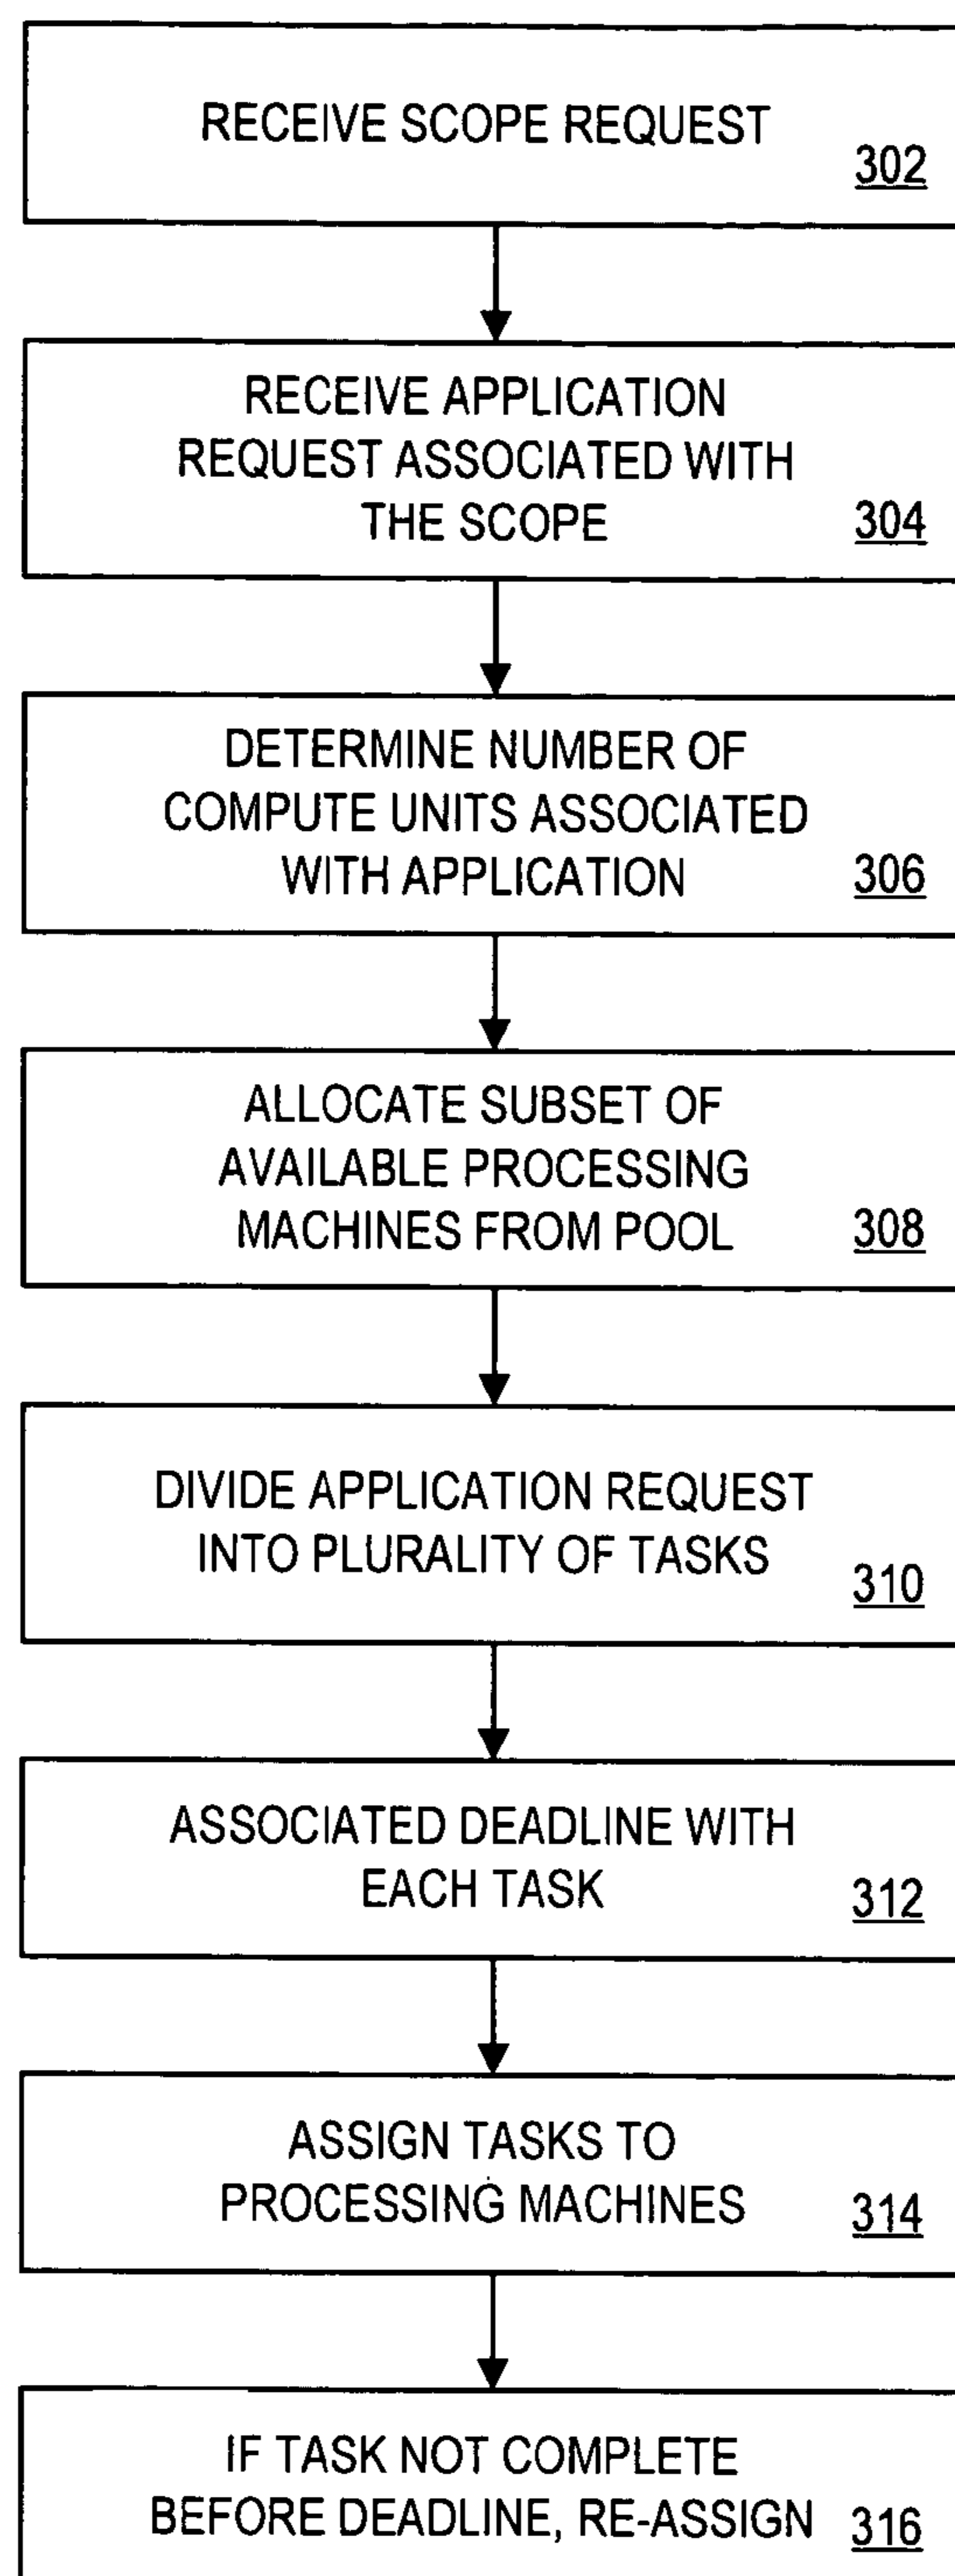 RECEIVE SCOPE REQUEST
302
RECEIVE APPLICATION
REQUEST ASSOCIATED WITH
THE SCOPE
304
DETERMINE NUMBER OF
COMPUTE UNITS ASSOCIATED
WITH APPLICATION
306
ALLOCATE SUBSET OF
AVAILABLE PROCESSING
MACHINES FROM POOL
308
DIVIDE APPLICATION REQUEST
INTO PLURALITY OF TASKS
310
ASSOCIATED DEADLINE WITH
EACH TASK
312
ASSIGN TASKS TO
PROCESSING MACHINES
314
IF TASK NOT COMPLETE
BEFORE DEADLINE, RE-ASSIGN
316